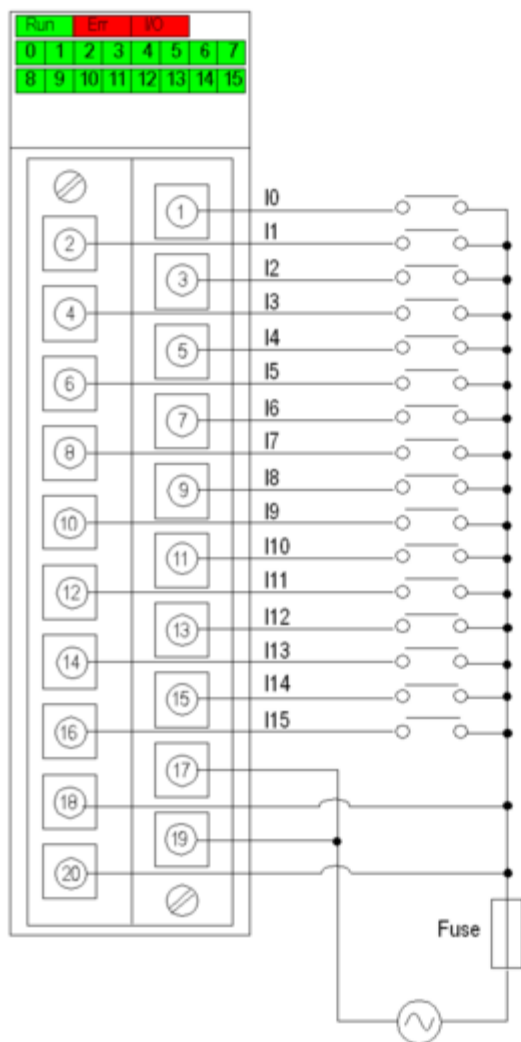 Run Err I/O
0 1 2 3 4 5 6 7
8 9 10 11 12 13 14 15
1 I0
2 I1
3 I2
4 I3
5 I4
6 I5
7 I6
8 I7
9 I8
10 I9
11 I10
12 I11
13 I12
14 I13
15 I14
16 I15
17
18
19
20
Fuse